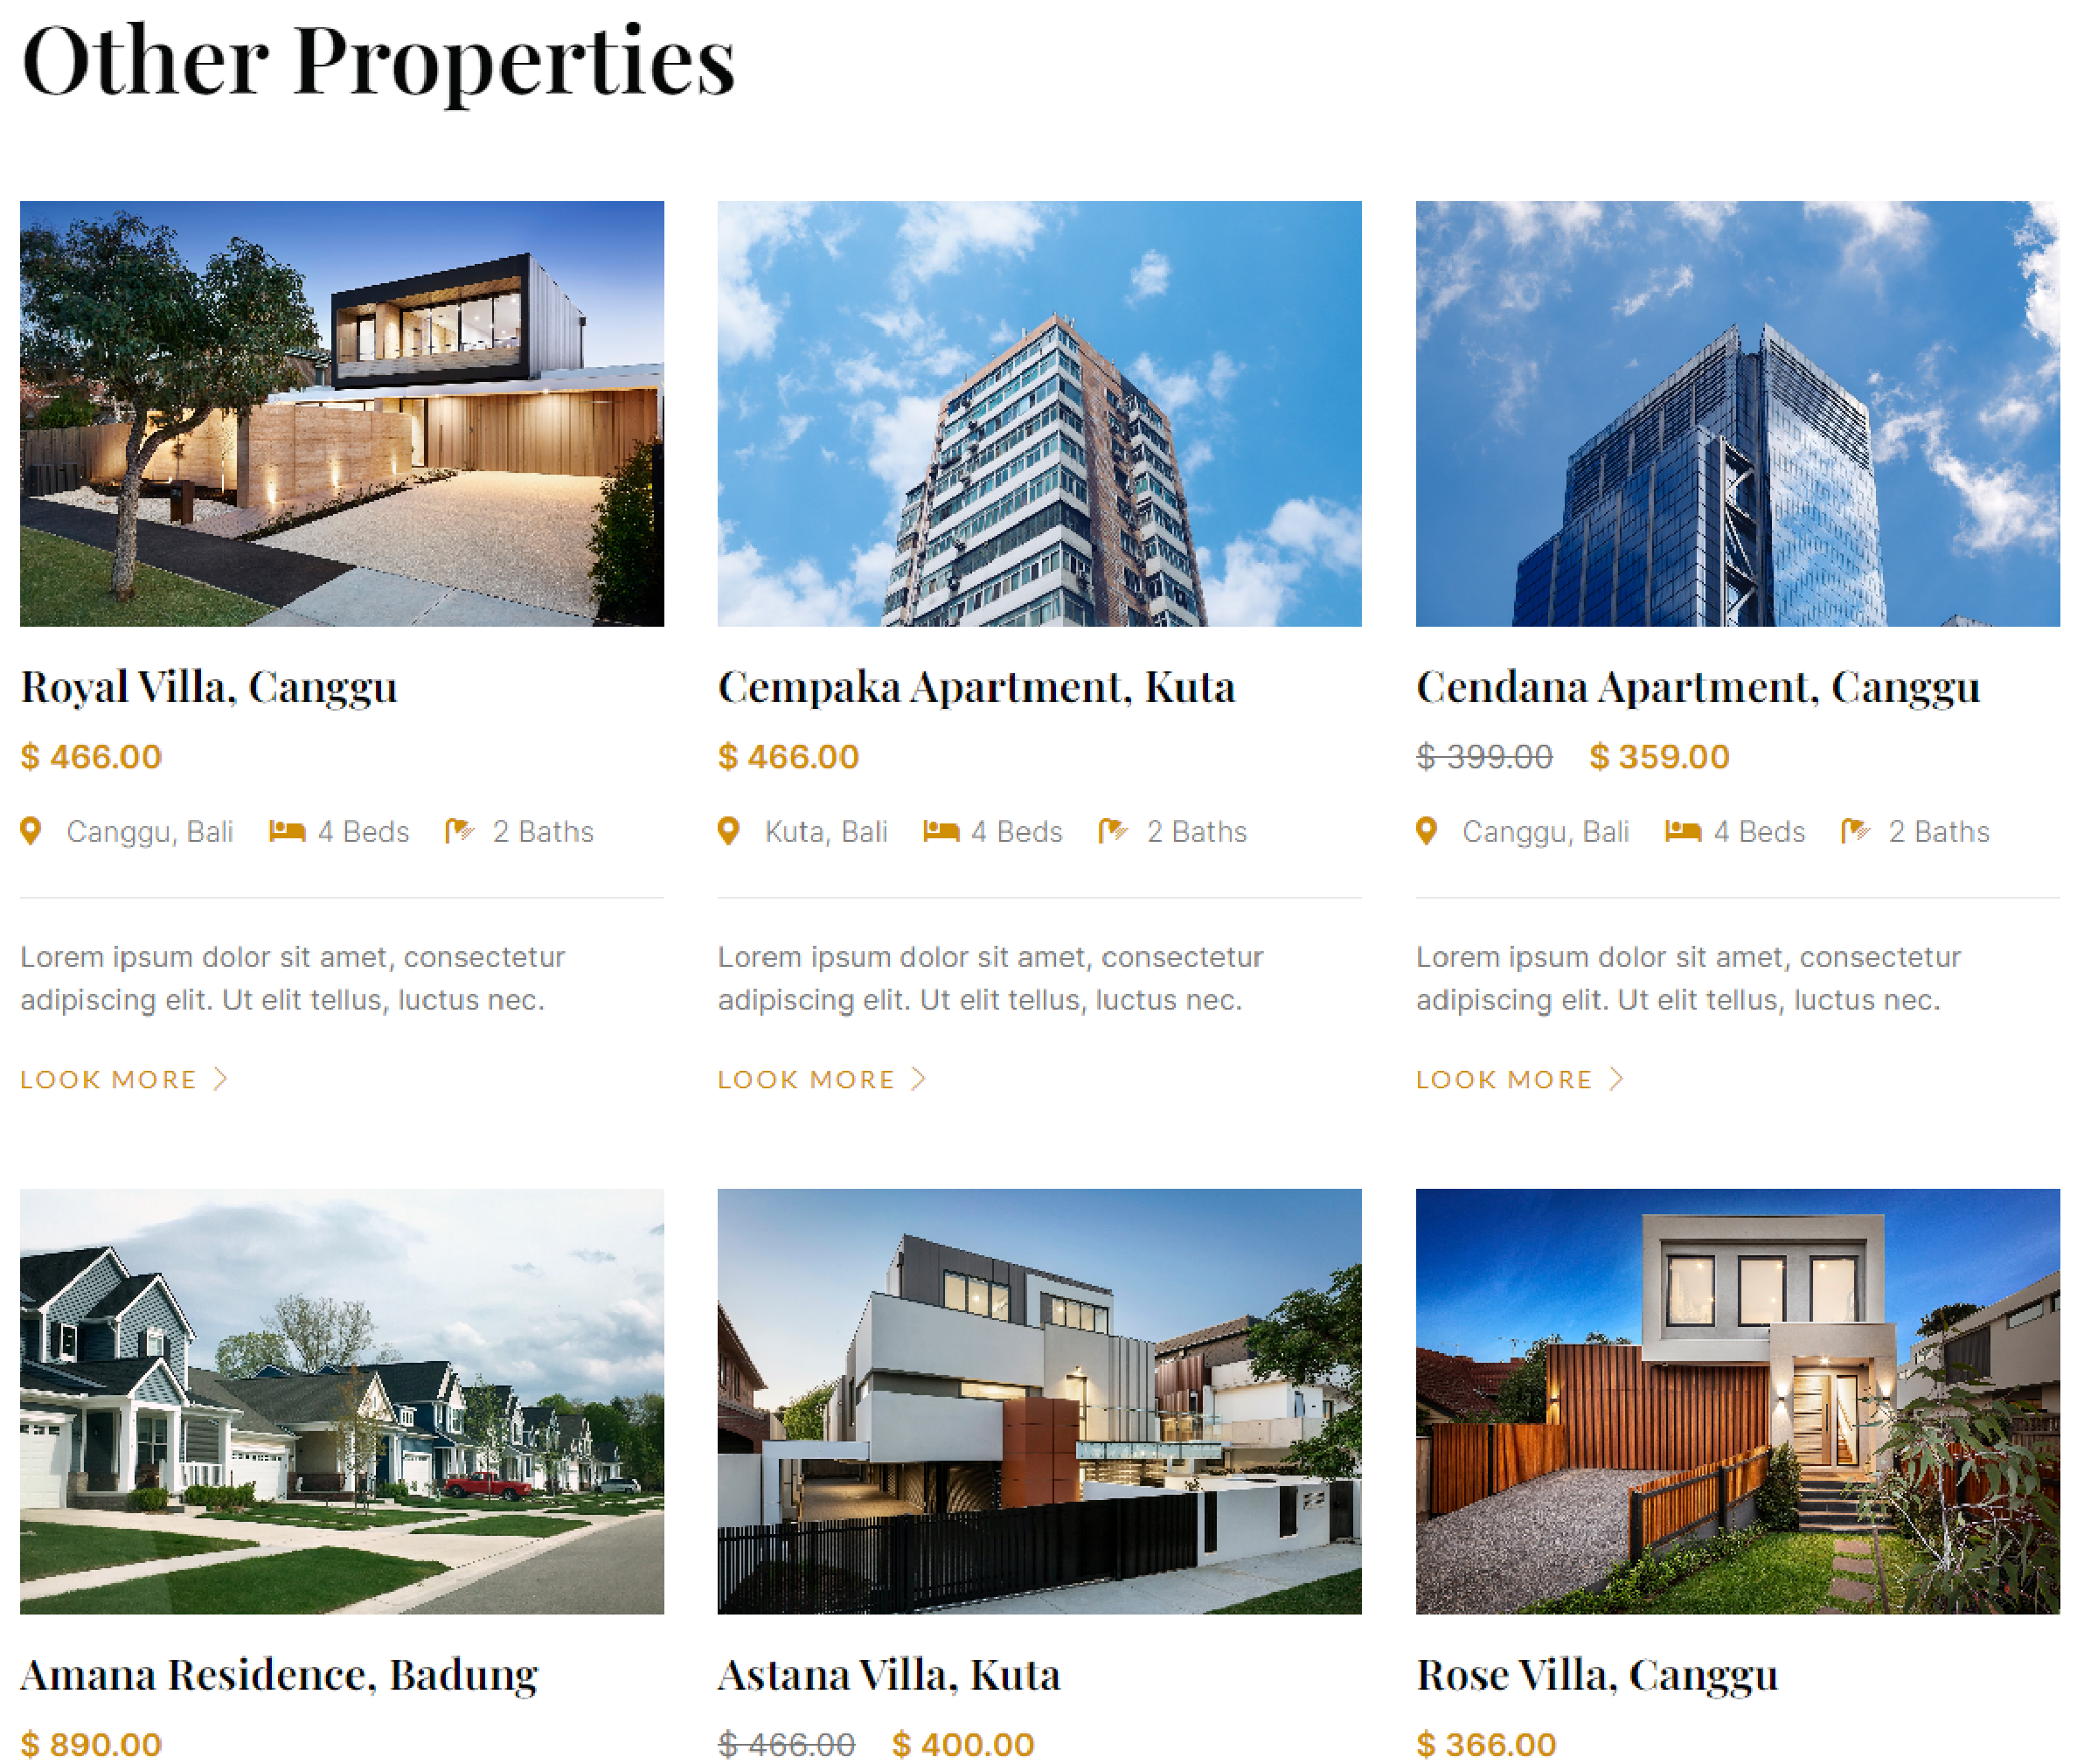 Other Properties
Royal Villa, Canggu
$ 466.00
Canggu, Bali 4 Beds 2 Baths
Lorem ipsum dolor sit amet, consectetur
adipiscing elit. Ut elit tellus, luctus nec.
LOOK MORE
Cempaka Apartment, Kuta
$ 466.00
Kuta, Bali 4 Beds 2 Baths
Lorem ipsum dolor sit amet, consectetur
adipiscing elit. Ut elit tellus, luctus nec.
LOOK MORE
Cendana Apartment, Canggu
$ 399.00 $ 359.00
Canggu, Bali 4 Beds 2 Baths
Lorem ipsum dolor sit amet, consectetur
adipiscing elit. Ut elit tellus, luctus nec.
LOOK MORE
Amana Residence, Badung
$ 890.00
Astana Villa, Kuta
$ 466.00 $ 400.00
Rose Villa, Canggu
$ 366.00